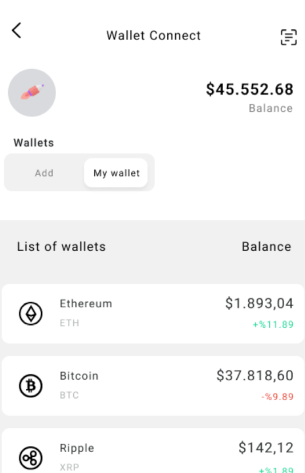 Wallet Connect
$45.552.68
Balance
Wallets
Add
My wallet
List of wallets
Balance
Ethereum
$1.893,04
ETH
+%11.89
Bitcoin
$37.818,60
BTC
-%9.89
Ripple
$142,12
XRP
+%1.89